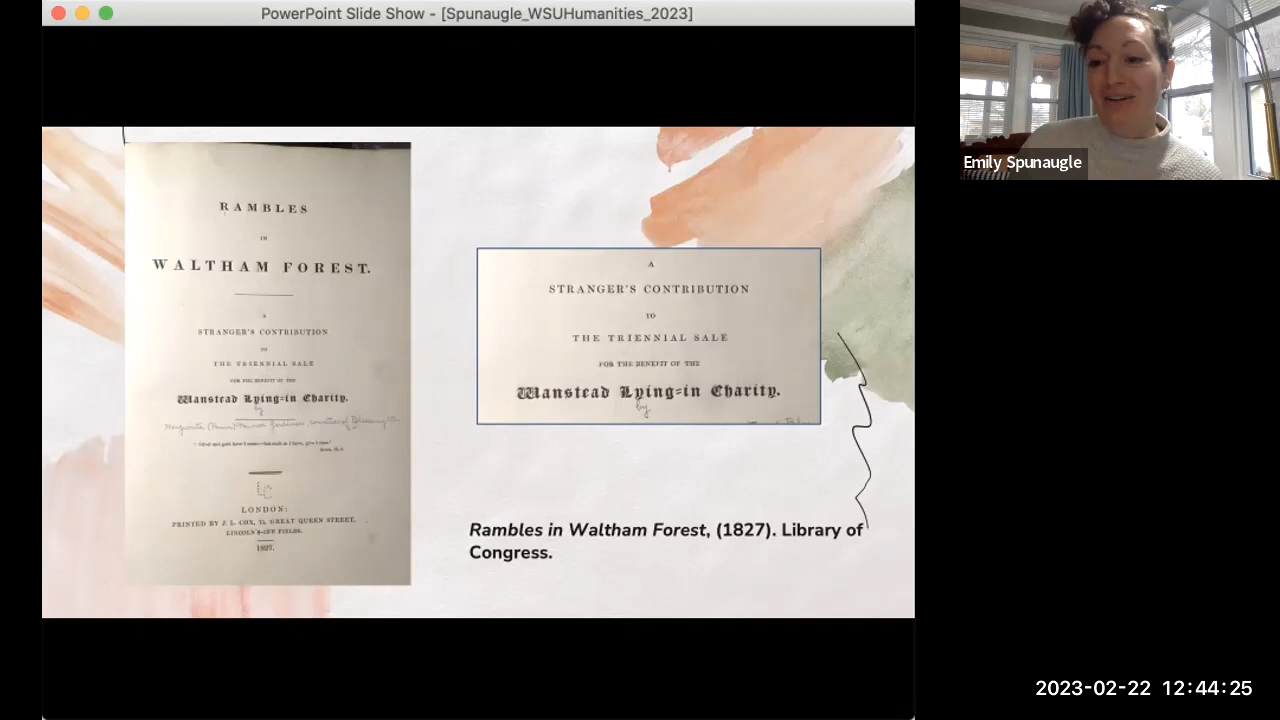 PowerPoint Slide Show - [Spunaugle_WSUHumanities_2023]
RAMBLES
IN
WALTHAM FOREST.
A
STRANGER'S CONTRIBUTION
TO
THE TRIENNIAL SALE
FOR THE BENEFIT OF THE
Wanstead Lying=in Charity.
by
LC
LONDON:
PRINTED BY J. L. COX, 75, GREAT QUEEN STREET,
LINCOLN'S-INN FIELDS.
1827.
A
STRANGER'S CONTRIBUTION
TO
THE TRIENNIAL SALE
FOR THE BENEFIT OF THE
Wanstead Lying=in Charity.
by
Rambles in Waltham Forest, (1827). Library of
Congress.
Emily Spunaugle
2023-02-22 12:44:25